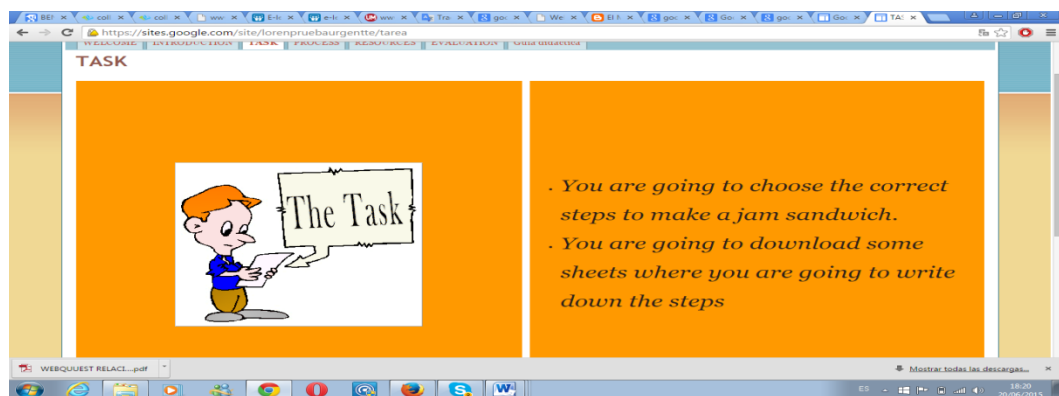 https://sites.google.com/site/lorenpruebaurgentte/tarea
WELCOME INTRODUCTION TASK PROCESS RESOURCES EVALUATION Guía didáctica
TASK
The Task
. You are going to choose the correct
steps to make a jam sandwich.
. You are going to download some
sheets where you are going to write
down the steps
WEBQUUEST RELACI....pdf
Mostrar todas las descargas...
ES
18:20
20/06/2015